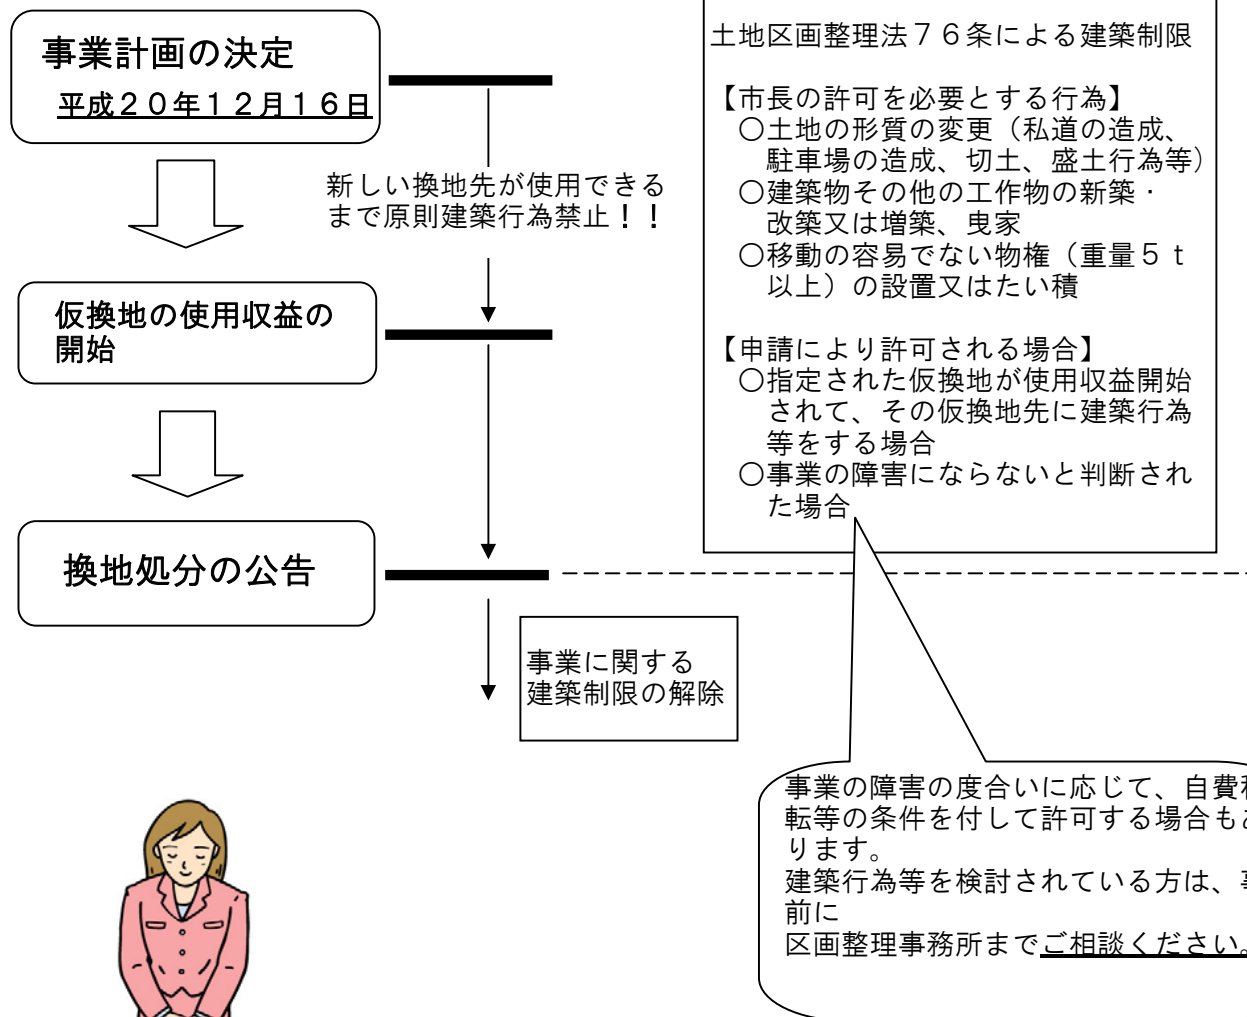 事業計画の決定
平成２０年１２月１６日
新しい換地先が使用できる
まで原則建築行為禁止！！
仮換地の使用収益の
開始
換地処分の公告
事業に関する
建築制限の解除
土地区画整理法７６条による建築制限
【市長の許可を必要とする行為】
○土地の形質の変更（私道の造成、
駐車場の造成、切土、盛土行為等）
○建築物その他の工作物の新築・
改築又は増築、曳家
○移動の容易でない物権（重量５ｔ
以上）の設置又はたい積
【申請により許可される場合】
○指定された仮換地が使用収益開始
されて、その仮換地先に建築行為
等をする場合
○事業の障害にならないと判断され
た場合
事業の障害の度合いに応じて、自費
転等の条件を付して許可する場合も
ります。
建築行為等を検討されている方は、
前に
区画整理事務所までご相談ください。